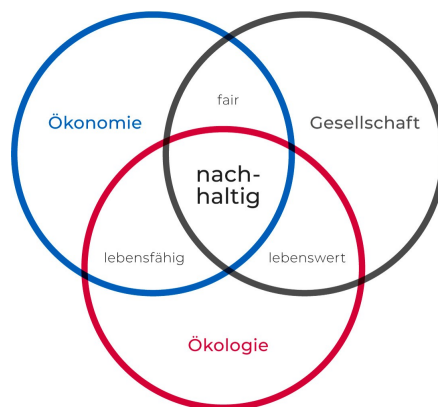 fair
Ökonomie
Gesellschaft
nach-
haltig
lebensfähig
lebenswert
Ökologie